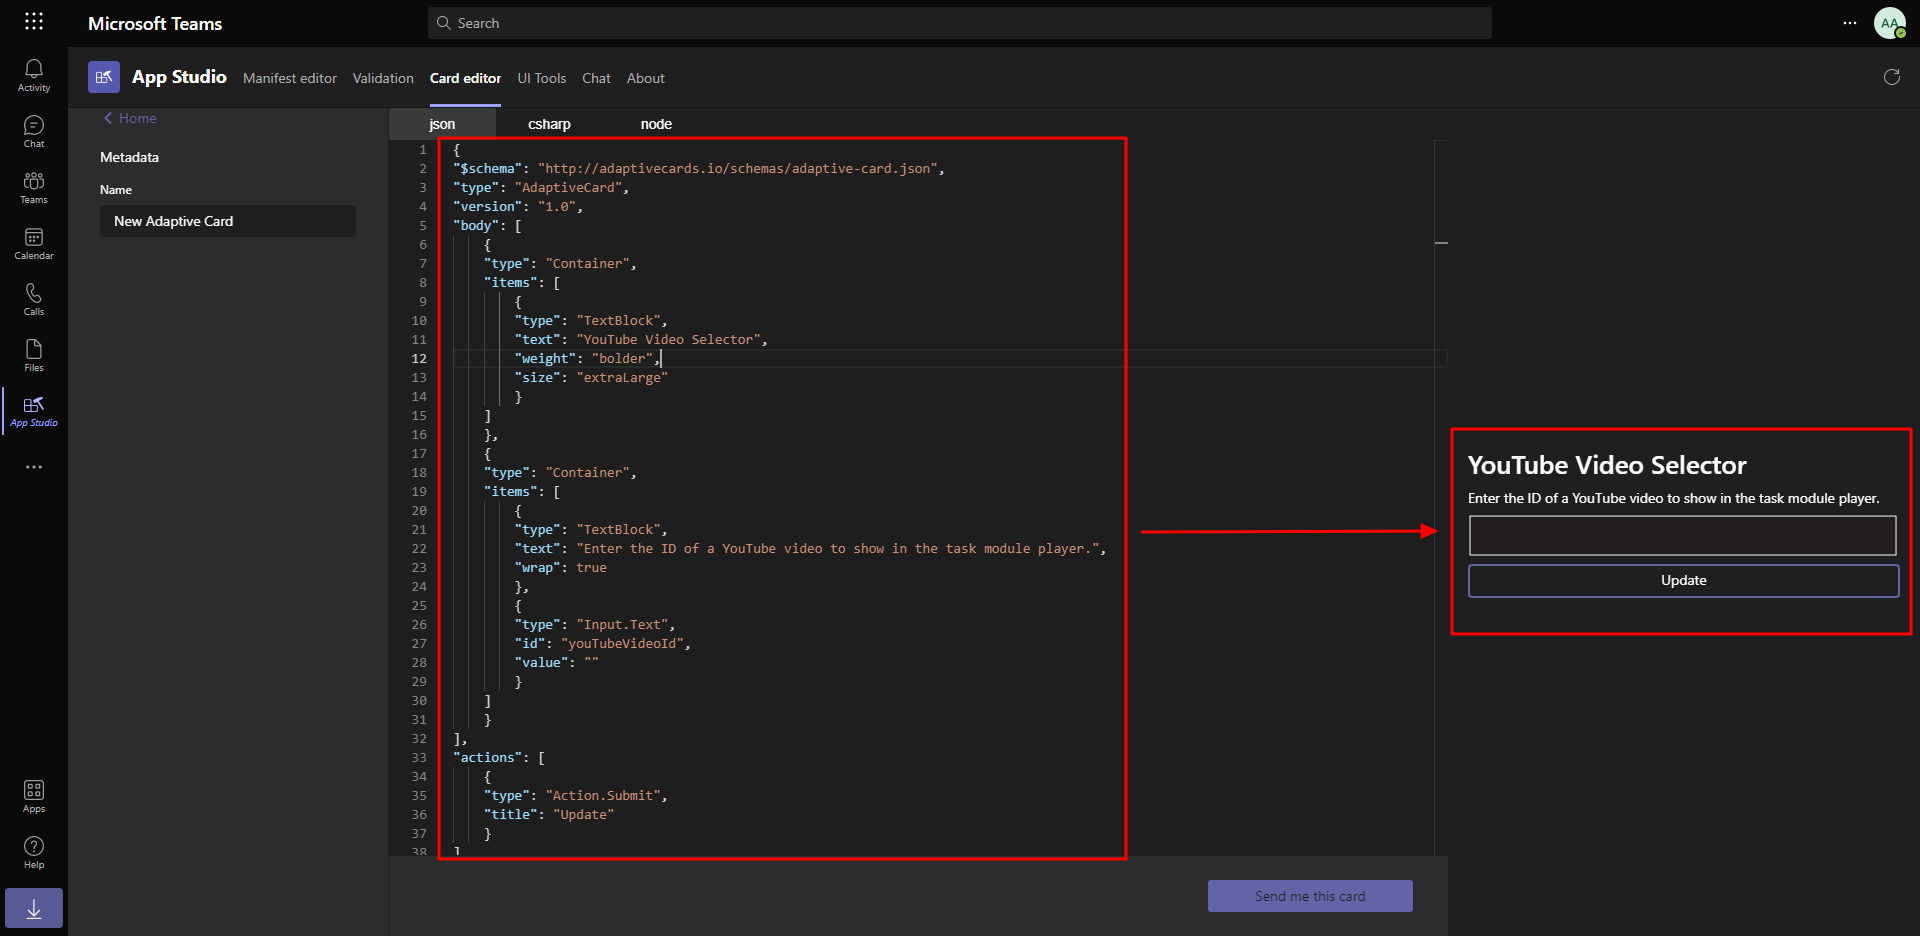 Microsoft Teams
Search
AA
Activity
Chat
Teams
Calendar
Calls
Files
App Studio
Apps
Help
App Studio
Manifest editor
Validation
Card editor
UI Tools
Chat
About
Home
Metadata
Name
New Adaptive Card
json
csharp
node
1 {
2 "$schema": "http://adaptivecards.io/schemas/adaptive-card.json",
3 "type": "AdaptiveCard",
4 "version": "1.0",
5 "body": [
6 {
7 "type": "Container",
8 "items": [
9 {
10 "type": "TextBlock",
11 "text": "YouTube Video Selector",
12 "weight": "bolder",
13 "size": "extraLarge"
14 }
15 ]
16 },
17 {
18 "type": "Container",
19 "items": [
20 {
21 "type": "TextBlock",
22 "text": "Enter the ID of a YouTube video to show in the task module player.",
23 "wrap": true
24 },
25 {
26 "type": "Input.Text",
27 "id": "youTubeVideoId",
28 "value": ""
29 }
30 ]
31 }
32 ],
33 "actions": [
34 {
35 "type": "Action.Submit",
36 "title": "Update"
37 }
38 ]
YouTube Video Selector
Enter the ID of a YouTube video to show in the task module player.
Update
Send me this card